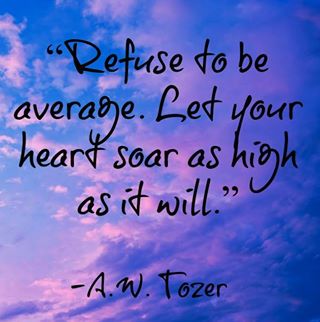 “Refuse to be
average. Let your
heart soar as high
as it will.”
-A.W. Tozer